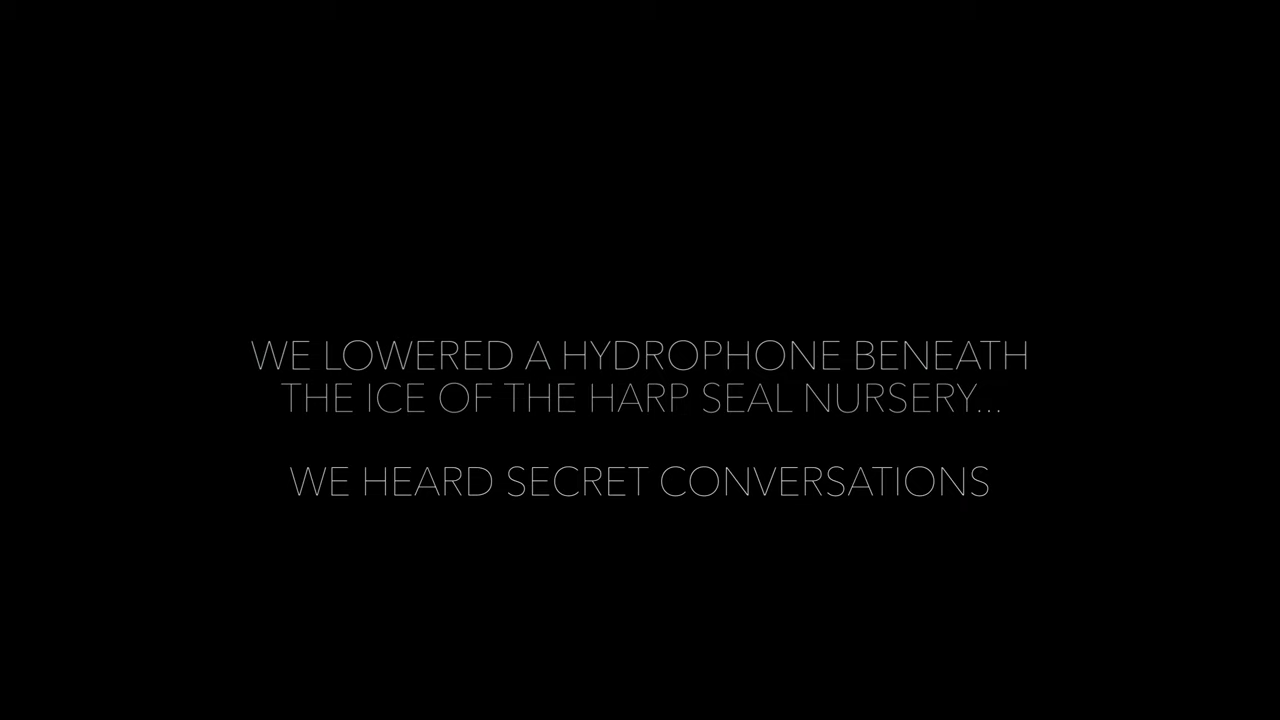 WE LOWERED A HYDROPHONE BENEATH
THE ICE OF THE HARP SEAL NURSERY...
WE HEARD SECRET CONVERSATIONS